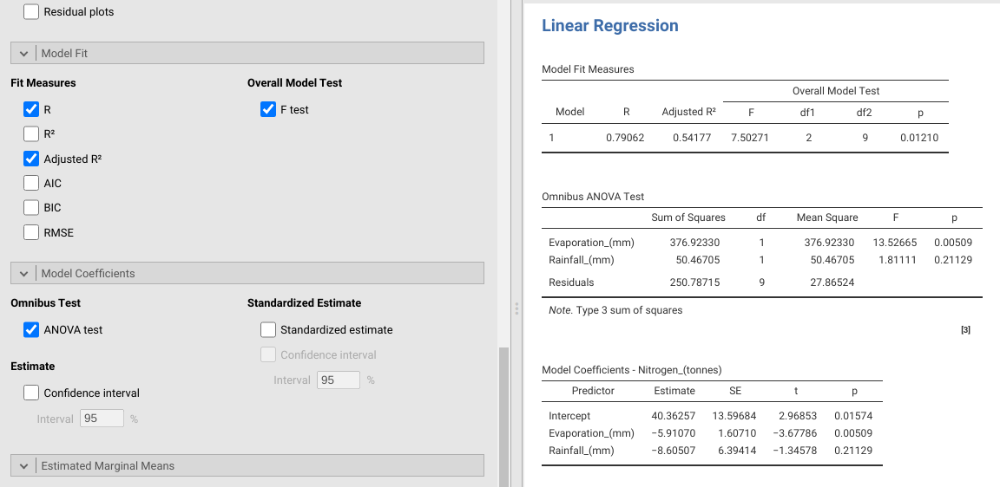 Residual plots
Model Fit
Fit Measures
Overall Model Test
R
F test
R²
Adjusted R²
AIC
BIC
RMSE
Model Coefficients
Omnibus Test
Standardized Estimate
ANOVA test
Standardized estimate
Confidence interval
Interval 95 %
Estimate
Confidence interval
Interval 95 %
Estimated Marginal Means
Linear Regression
Model Fit Measures
Overall Model Test
Model R Adjusted R² F df1 df2 p
1 0.79062 0.54177 7.50271 2 9 0.01210
Omnibus ANOVA Test
Sum of Squares df Mean Square F p
Evaporation_(mm) 376.92330 1 376.92330 13.52665 0.00509
Rainfall_(mm) 50.46705 1 50.46705 1.81111 0.21129
Residuals 250.78715 9 27.86524
Note. Type 3 sum of squares
[3]
Model Coefficients - Nitrogen_(tonnes)
Predictor Estimate SE t p
Intercept 40.36257 13.59684 2.96853 0.01574
Evaporation_(mm) −5.91070 1.60710 −3.67786 0.00509
Rainfall_(mm) −8.60507 6.39414 −1.34578 0.21129